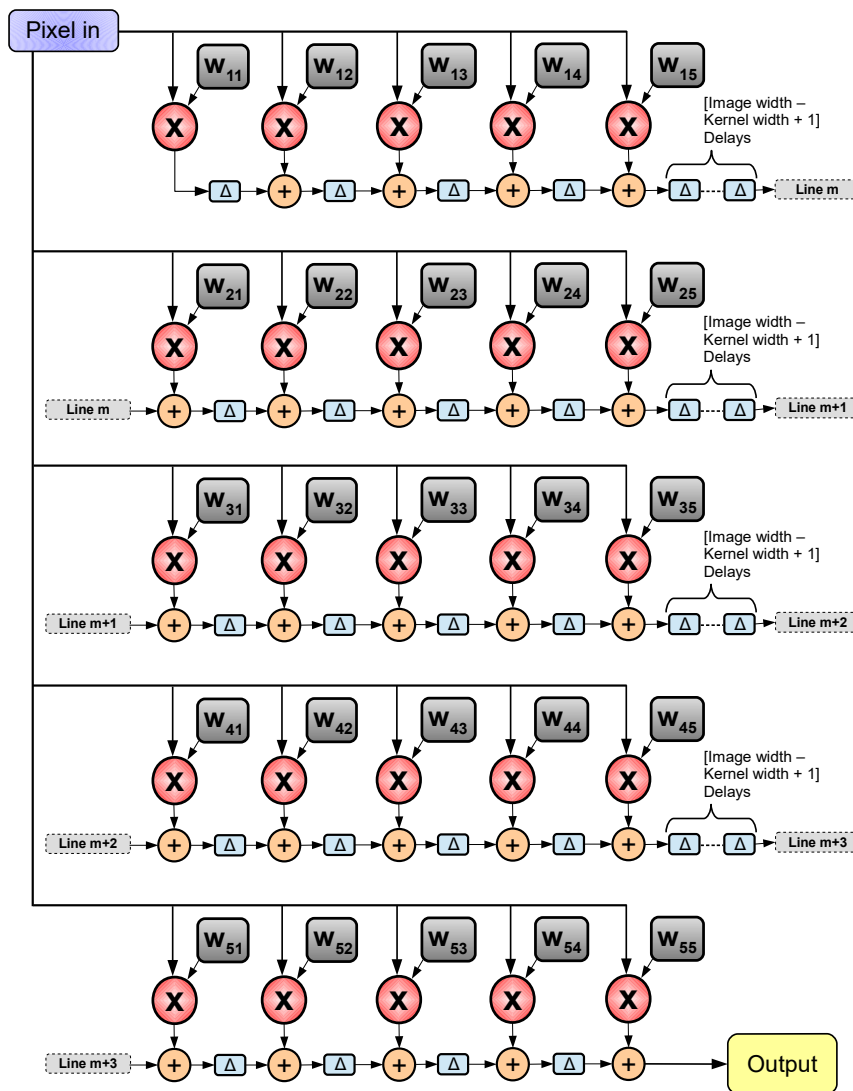 Pixel in
W11 W12 W13 W14 W15
[Image width –
Kernel width + 1]
Delays
X X X X X
Δ + Δ + Δ + Δ + Δ Δ Line m
W21 W22 W23 W24 W25
[Image width –
Kernel width + 1]
Delays
X X X X X
Line m + Δ + Δ + Δ + Δ + Δ Δ Line m+1
W31 W32 W33 W34 W35
[Image width –
Kernel width + 1]
Delays
X X X X X
Line m+1 + Δ + Δ + Δ + Δ + Δ Δ Line m+2
W41 W42 W43 W44 W45
[Image width –
Kernel width + 1]
Delays
X X X X X
Line m+2 + Δ + Δ + Δ + Δ + Δ Δ Line m+3
W51 W52 W53 W54 W55
X X X X X
Line m+3 + Δ + Δ + Δ + Δ + Output